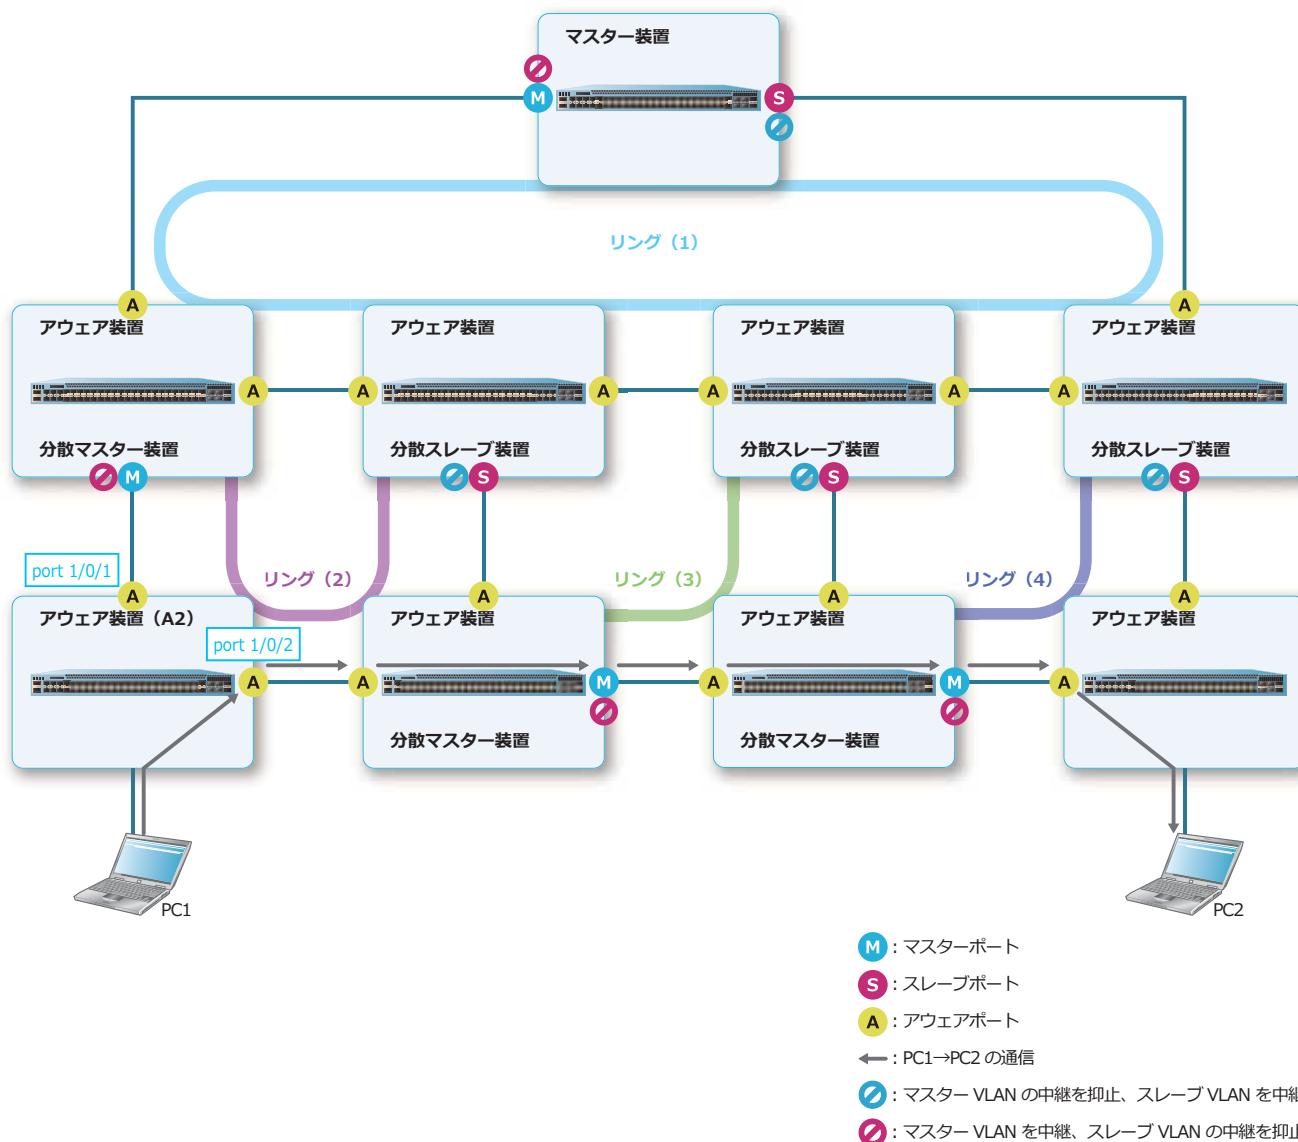 マスター装置
M
S
リング（1）
A
A
アウェア装置
アウェア装置
アウェア装置
アウェア装置
A
A
A
A
A
A
分散マスター装置
分散スレーブ装置
分散スレーブ装置
分散スレーブ装置
M
S
S
S
port 1/0/1
リング（2）
リング（3）
リング（4）
A
A
A
A
アウェア装置（A2）
アウェア装置
アウェア装置
アウェア装置
port 1/0/2
A
A
M
A
M
A
分散マスター装置
分散マスター装置
PC1
PC2
M：マスターポート
S：スレーブポート
A：アウェアポート
：PC1→PC2 の通信
：マスター VLAN の中継を抑止、スレーブ VLAN を中継
：マスター VLAN を中継、スレーブ VLAN の中継を抑止